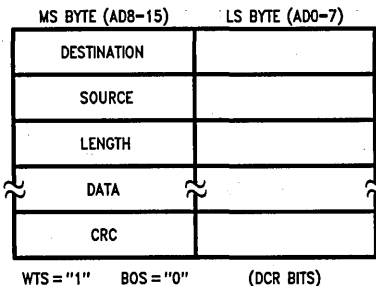 MS BYTE (AD8-15) LS BYTE (AD0-7)
DESTINATION
SOURCE
LENGTH
DATA
CRC
WTS = "1" BOS = "0" (DCR BITS)